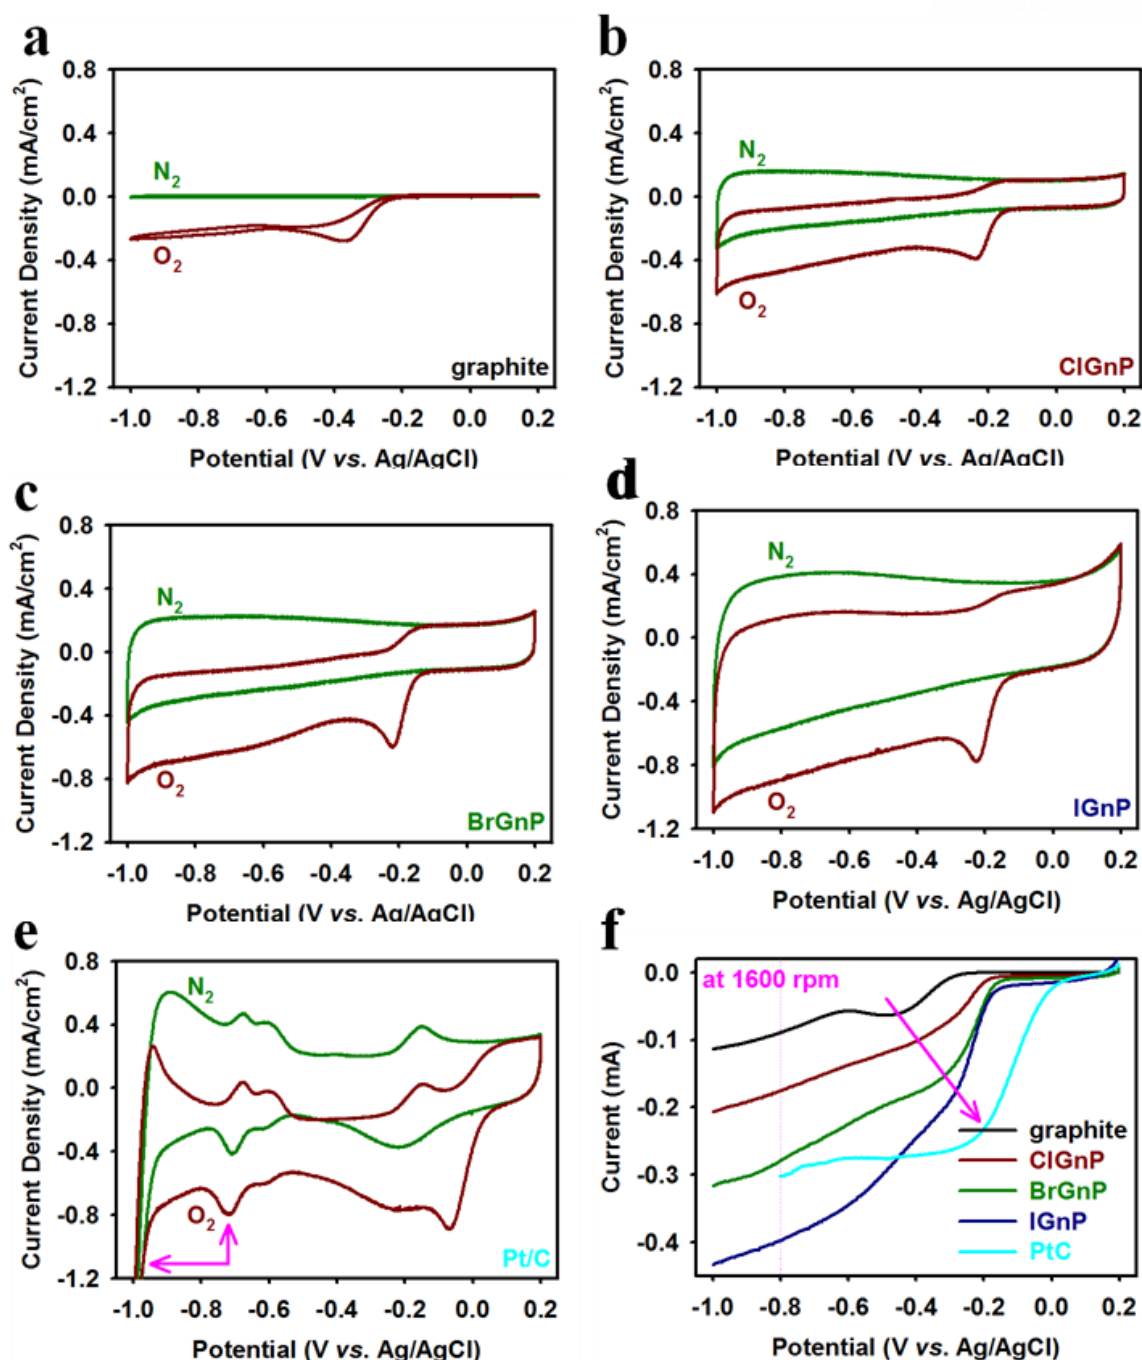 a
0.8
0.4
0.0
-0.4
-0.8
-1.2
Current Density (mA/cm²)
N₂
O₂
graphite
-1.0 -0.8 -0.6 -0.4 -0.2 0.0 0.2
Potential (V vs. Ag/AgCl)
b
0.8
0.4
0.0
-0.4
-0.8
-1.2
Current Density (mA/cm²)
N₂
O₂
ClGnP
-1.0 -0.8 -0.6 -0.4 -0.2 0.0 0.2
Potential (V vs. Ag/AgCl)
c
0.8
0.4
0.0
-0.4
-0.8
-1.2
Current Density (mA/cm²)
N₂
O₂
BrGnP
-1.0 -0.8 -0.6 -0.4 -0.2 0.0 0.2
Potential (V vs. Ag/AgCl)
d
0.8
0.4
0.0
-0.4
-0.8
-1.2
Current Density (mA/cm²)
N₂
O₂
IGnP
-1.0 -0.8 -0.6 -0.4 -0.2 0.0 0.2
Potential (V vs. Ag/AgCl)
e
0.8
0.4
0.0
-0.4
-0.8
-1.2
Current Density (mA/cm²)
N₂
O₂
Pt/C
-1.0 -0.8 -0.6 -0.4 -0.2 0.0 0.2
Potential (V vs. Ag/AgCl)
f
0.0
-0.1
-0.2
-0.3
-0.4
Current (mA)
at 1600 rpm
graphite
ClGnP
BrGnP
IGnP
PtC
-1.0 -0.8 -0.6 -0.4 -0.2 0.0 0.2
Potential (V vs. Ag/AgCl)